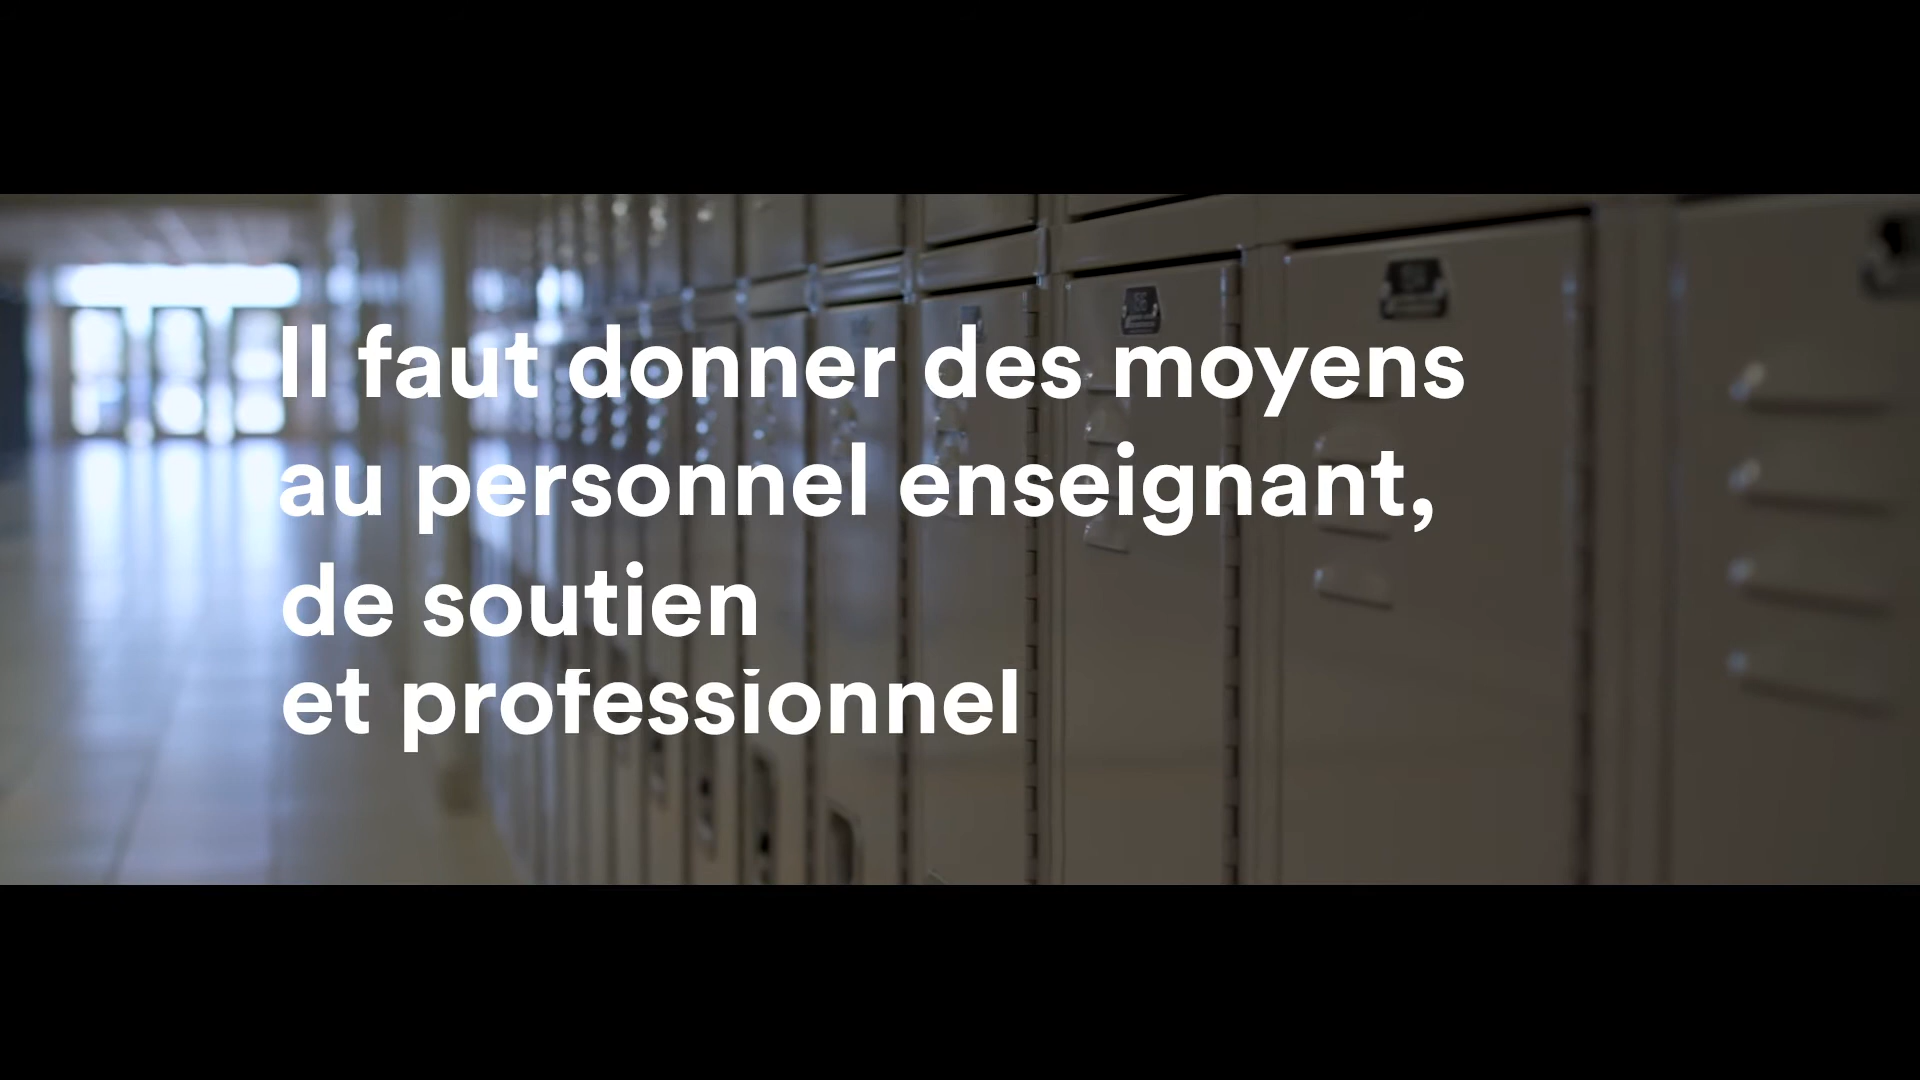 Il faut donner des moyens
au personnel enseignant,
de soutien
et professionnel